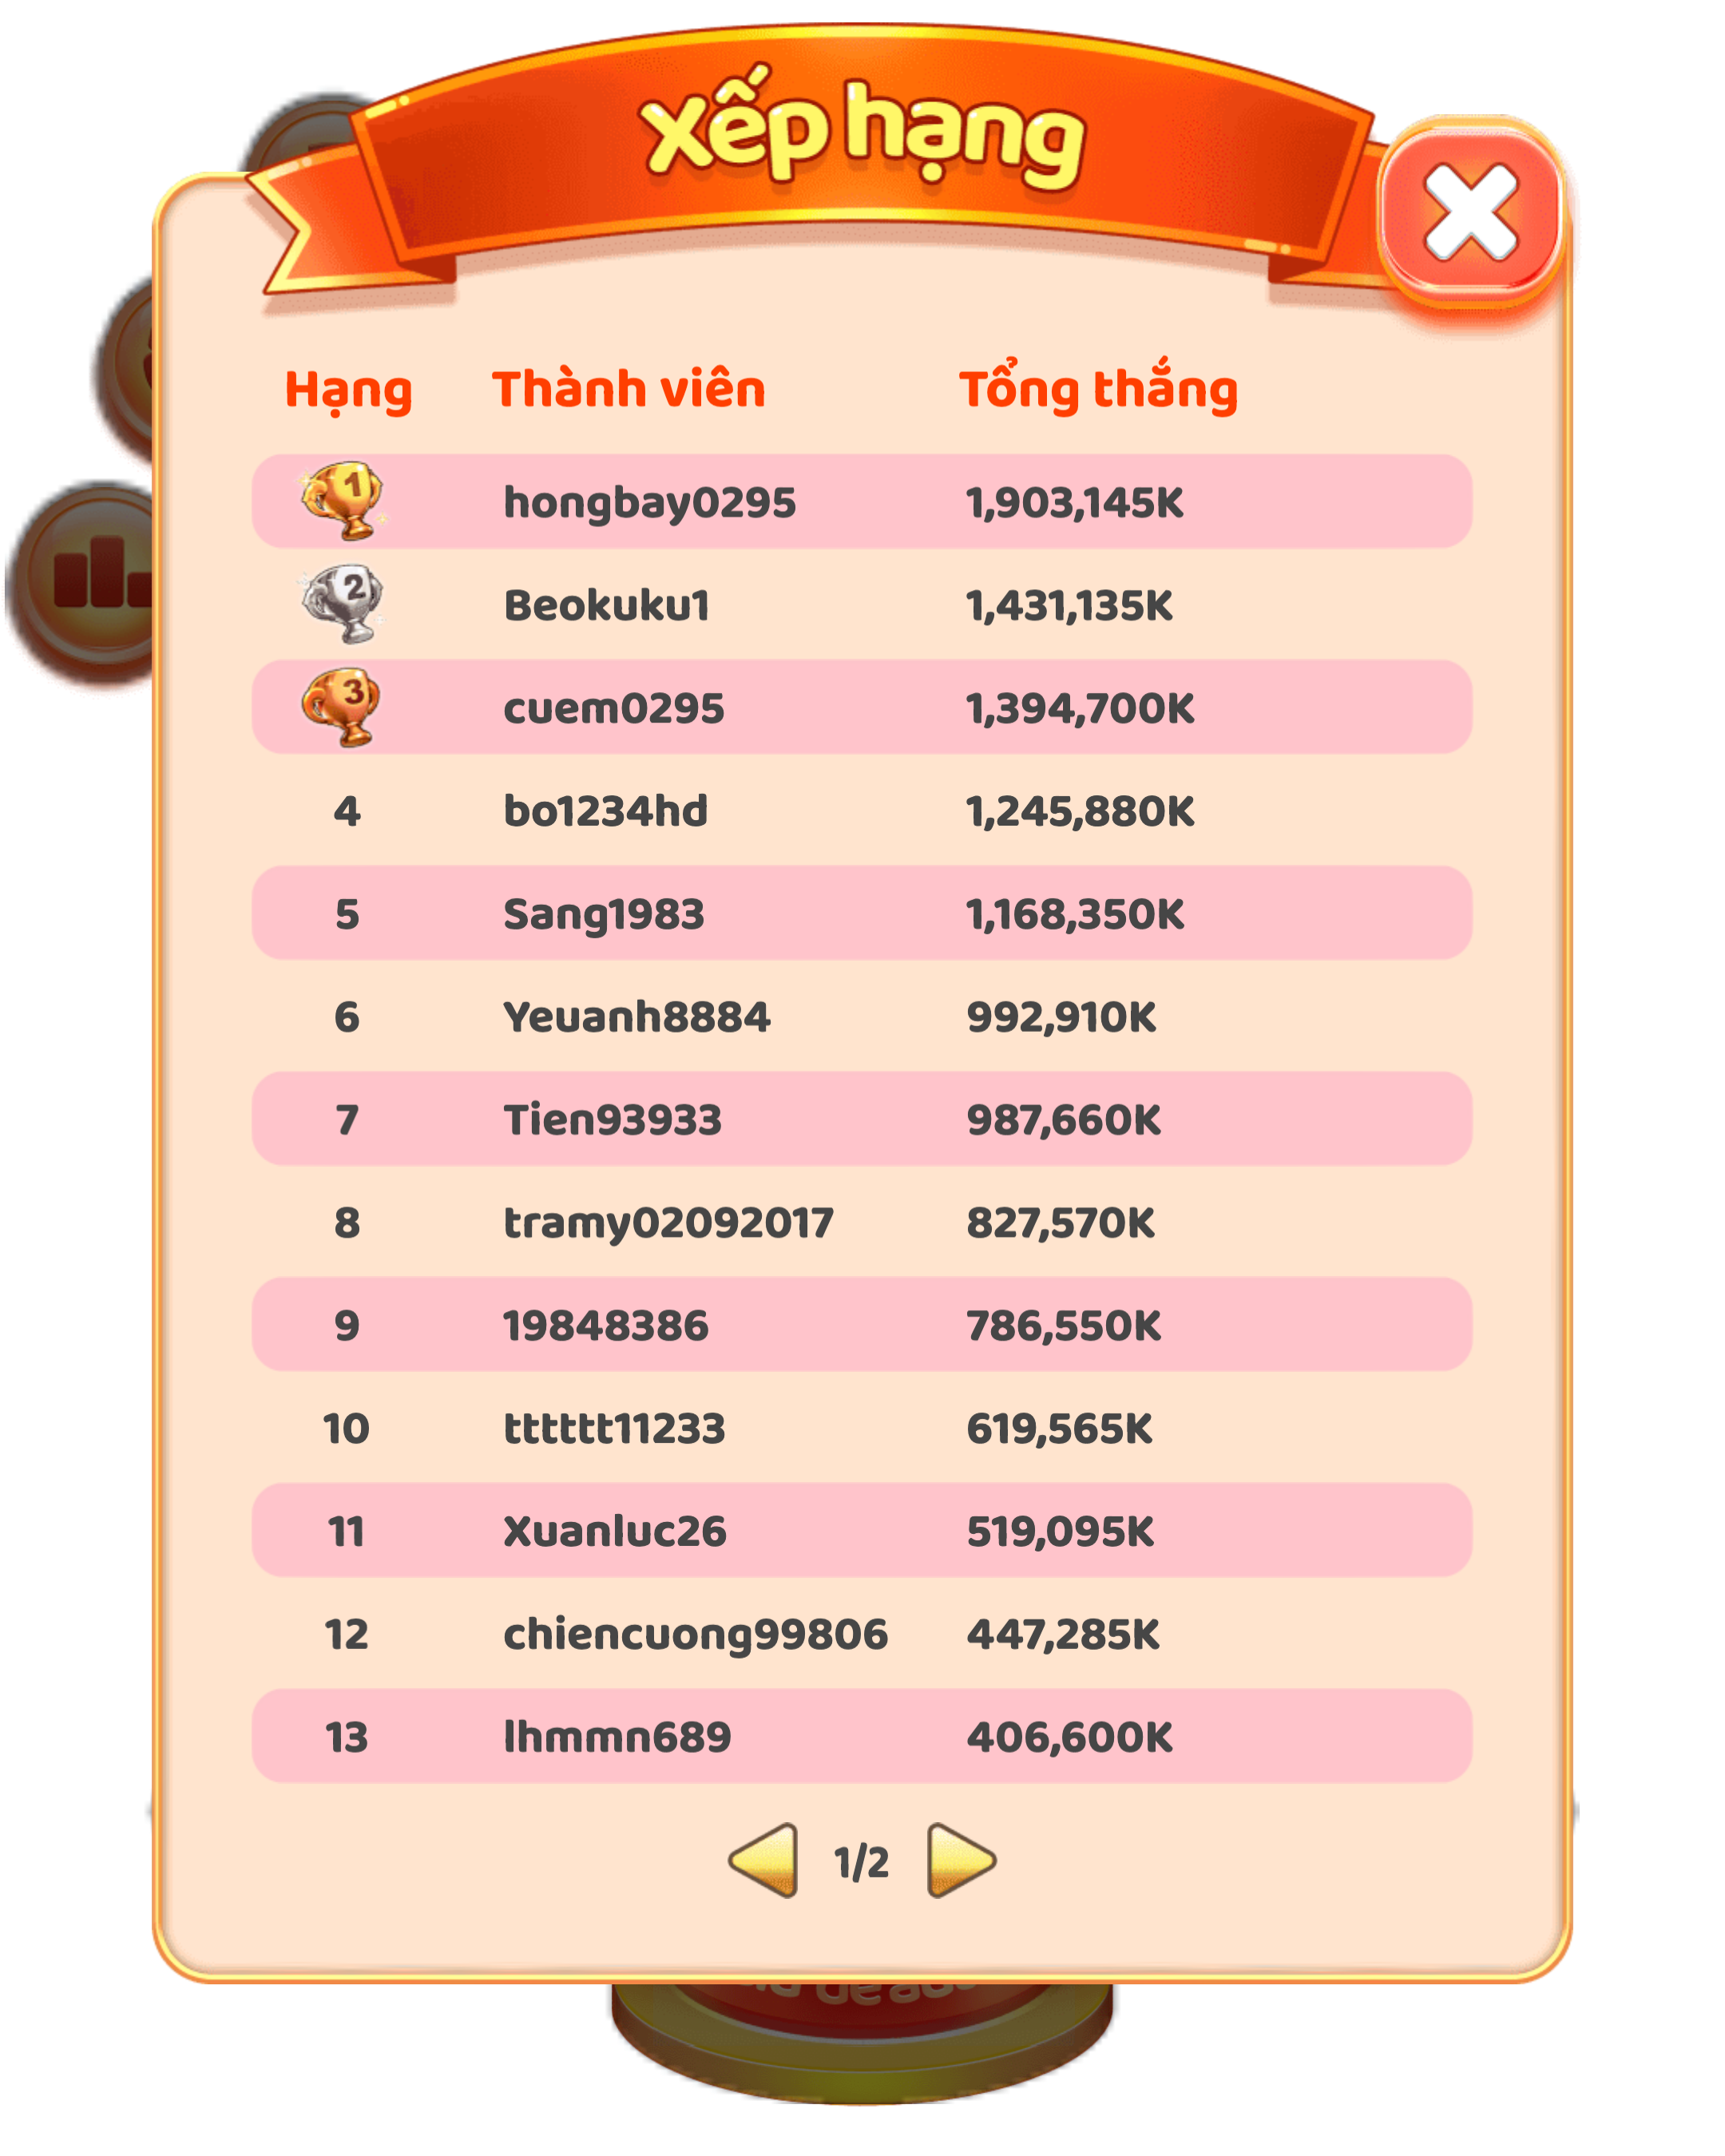 xếp hạng
Hạng Thành viên Tổng thắng
1 hongbay0295 1,903,145K
2 Beokuku1 1,431,135K
3 cuem0295 1,394,700K
4 bo1234hd 1,245,880K
5 Sang1983 1,168,350K
6 Yeuanh8884 992,910K
7 Tien93933 987,660K
8 tramy02092017 827,570K
9 19848386 786,550K
10 tttttt11233 619,565K
11 Xuanluc26 519,095K
12 chiencuong99806 447,285K
13 lhmmn689 406,600K
1/2